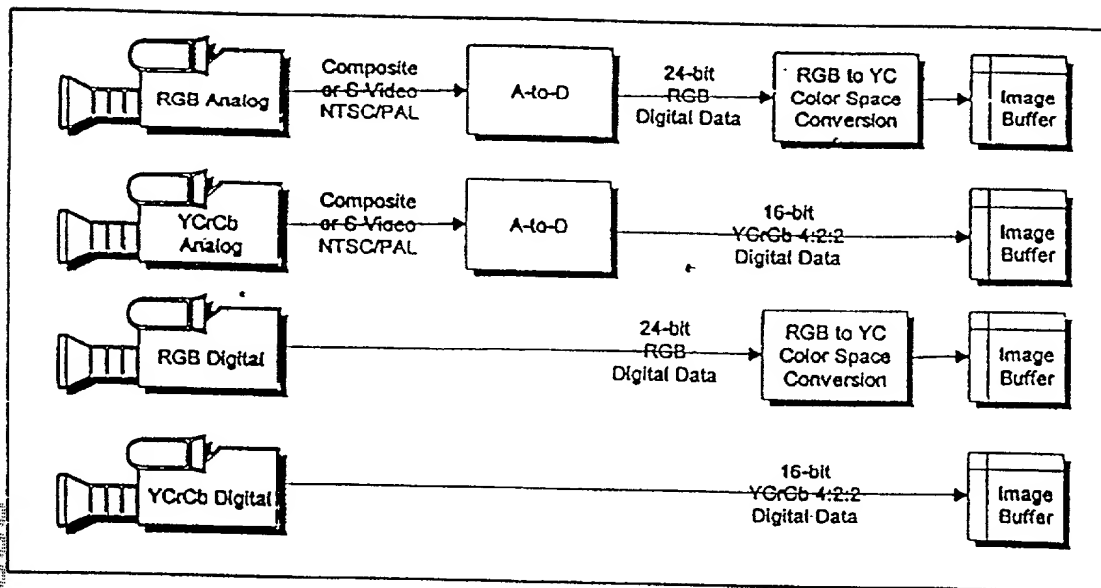 RGB Analog
Composite
or S-Video
NTSC/PAL
A-to-D
24-bit
RGB
Digital Data
RGB to YC
Color Space
Conversion
Image
Buffer
YCrCb
Analog
Composite
or S-Video
NTSC/PAL
A-to-D
16-bit
YCrCb 4:2:2
Digital Data
Image
Buffer
RGB Digital
24-bit
RGB
Digital Data
RGB to YC
Color Space
Conversion
Image
Buffer
YCrCb Digital
16-bit
YCrCb 4:2:2
Digital Data
Image
Buffer